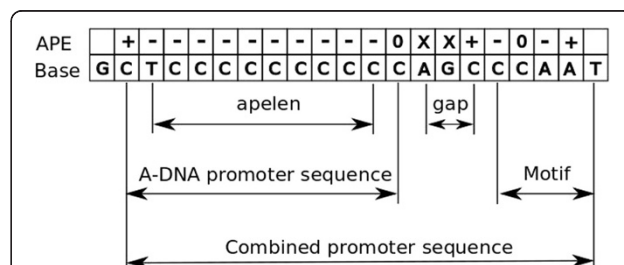 APE + - - - - - - - - - - 0 X X + - 0 - +
Base G C T C C C C C C C C C C A G C C C A A T
apelen gap
A-DNA promoter sequence Motif
Combined promoter sequence